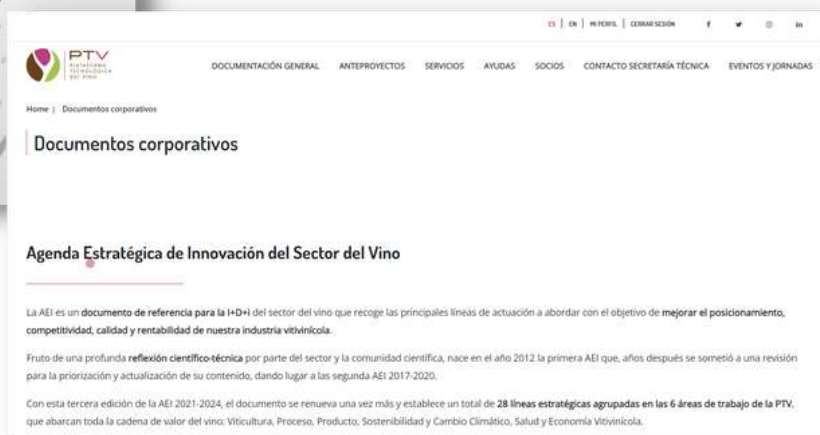 ES | EN | MI PERFIL | CERRAR SESIÓN
PTV
PLATAFORMA
TECNOLÓGICA
DEL VINO
DOCUMENTACIÓN GENERAL ANTEPROYECTOS SERVICIOS AYUDAS SOCIOS CONTACTO SECRETARÍA TÉCNICA EVENTOS Y JORNADAS
Home | Documentos corporativos
Documentos corporativos
Agenda Estratégica de Innovación del Sector del Vino
La AEI es un documento de referencia para la I+D+i del sector del vino que recoge las principales líneas de actuación a abordar con el objetivo de mejorar el posicionamiento,
competitividad, calidad y rentabilidad de nuestra industria vitivinícola.
Fruto de una profunda reflexión científico-técnica por parte del sector y la comunidad científica, nace en el año 2012 la primera AEI que, años después se sometió a una revisión
para la priorización y actualización de su contenido, dando lugar a las segunda AEI 2017-2020.
Con esta tercera edición de la AEI 2021-2024, el documento se renueva una vez más y establece un total de 28 líneas estratégicas agrupadas en las 6 áreas de trabajo de la PTV,
que abarcan toda la cadena de valor del vino: Viticultura, Proceso, Producto, Sostenibilidad y Cambio Climático, Salud y Economía Vitivinícola.